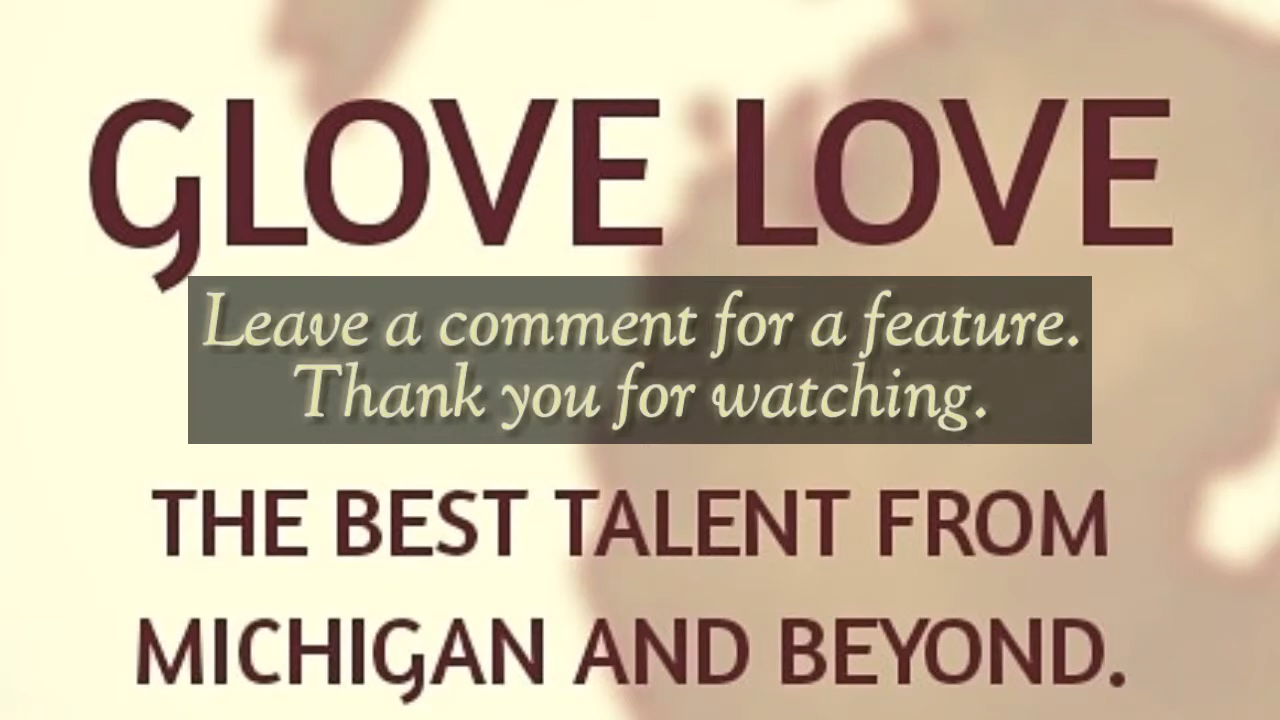 GLOVE LOVE
Leave a comment for a feature.
Thank you for watching.
THE BEST TALENT FROM
MICHIGAN AND BEYOND.